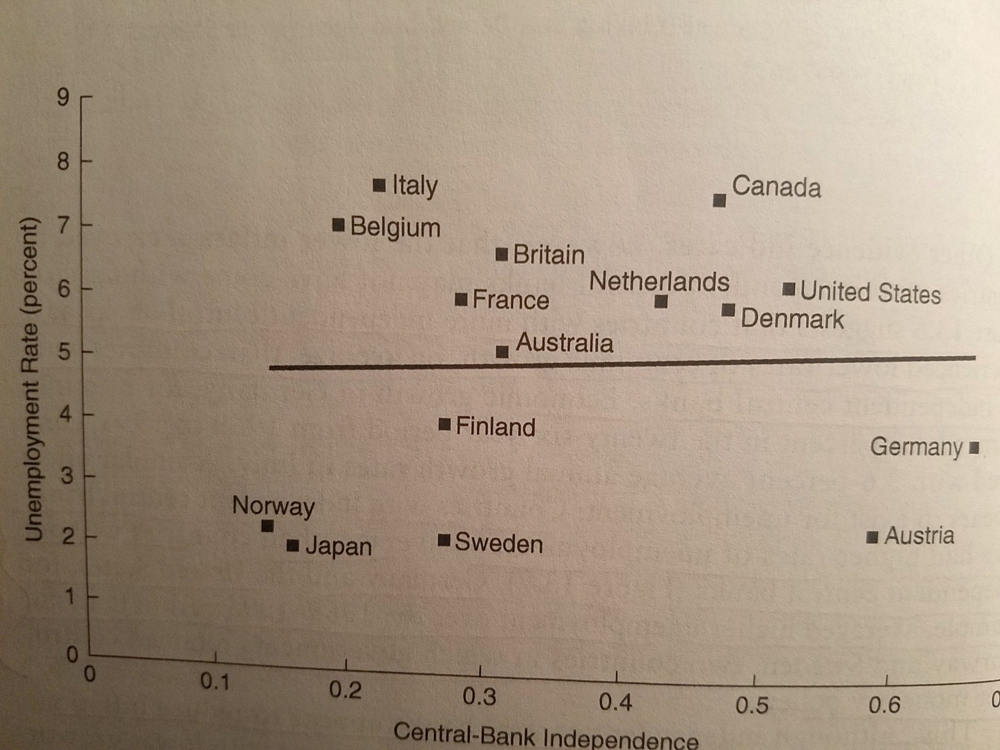 9
8
Italy
Canada
7
Belgium
Britain
Netherlands
6
United States
France
Denmark
Australia
5
4
Finland
Germany
3
Norway
2
Japan
Sweden
Austria
1
0
Unemployment Rate (percent)
0
0.1
0.2
0.3
0.4
0.5
0.6
Central-Bank Independence